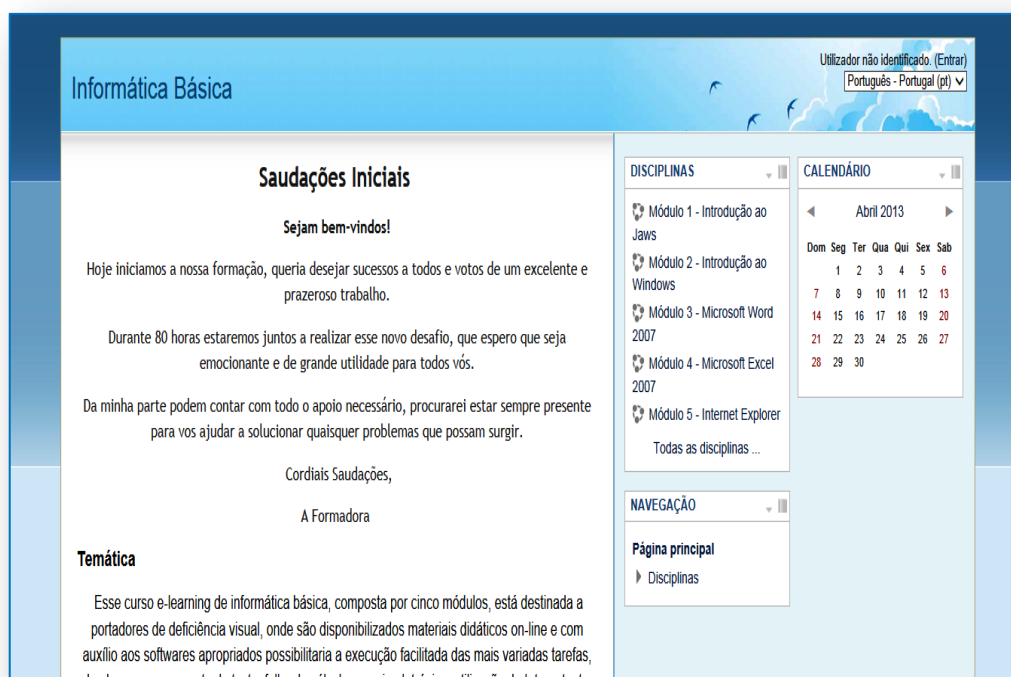 Informática Básica
Utilizador não identificado. (Entrar)
Português - Portugal (pt)
Saudações Iniciais
Sejam bem-vindos!
Hoje iniciamos a nossa formação, queria desejar sucessos a todos e votos de um excelente e
prazeroso trabalho.
Durante 80 horas estaremos juntos a realizar esse novo desafio, que espero que seja
emocionante e de grande utilidade para todos vós.
Da minha parte podem contar com todo o apoio necessário, procurarei estar sempre presente
para vos ajudar a solucionar quaisquer problemas que possam surgir.
Cordiais Saudações,
A Formadora
Temática
Esse curso e-learning de informática básica, composta por cinco módulos, está destinada a
portadores de deficiência visual, onde são disponibilizados materiais didáticos on-line e com
auxílio aos softwares apropriados possibilitaria a execução facilitada das mais variadas tarefas,
DISCIPLINAS
Módulo 1 - Introdução ao
Jaws
Módulo 2 - Introdução ao
Windows
Módulo 3 - Microsoft Word
2007
Módulo 4 - Microsoft Excel
2007
Módulo 5 - Internet Explorer
Todas as disciplinas ...
NAVEGAÇÃO
Página principal
Disciplinas
CALENDÁRIO
Abril 2013
Dom Seg Ter Qua Qui Sex Sab
1 2 3 4 5 6
7 8 9 10 11 12 13
14 15 16 17 18 19 20
21 22 23 24 25 26 27
28 29 30